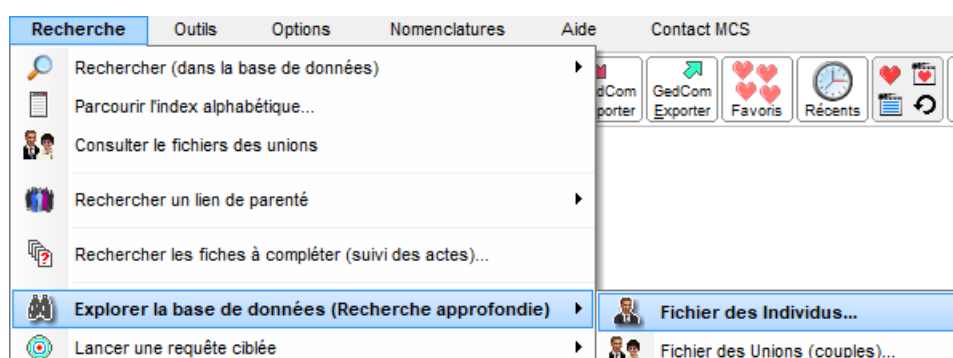 Recherche Outils Options Nomenclatures Aide Contact MCS
Rechercher (dans la base de données)
dCom porter GedCom Exporter Favoris Récents
Parcourir l'index alphabétique...
Consulter le fichiers des unions
Rechercher un lien de parenté
Rechercher les fiches à compléter (suivi des actes)...
Explorer la base de données (Recherche approfondie) Fichier des Individus...
Lancer une requête ciblée Fichier des Unions (couples)...